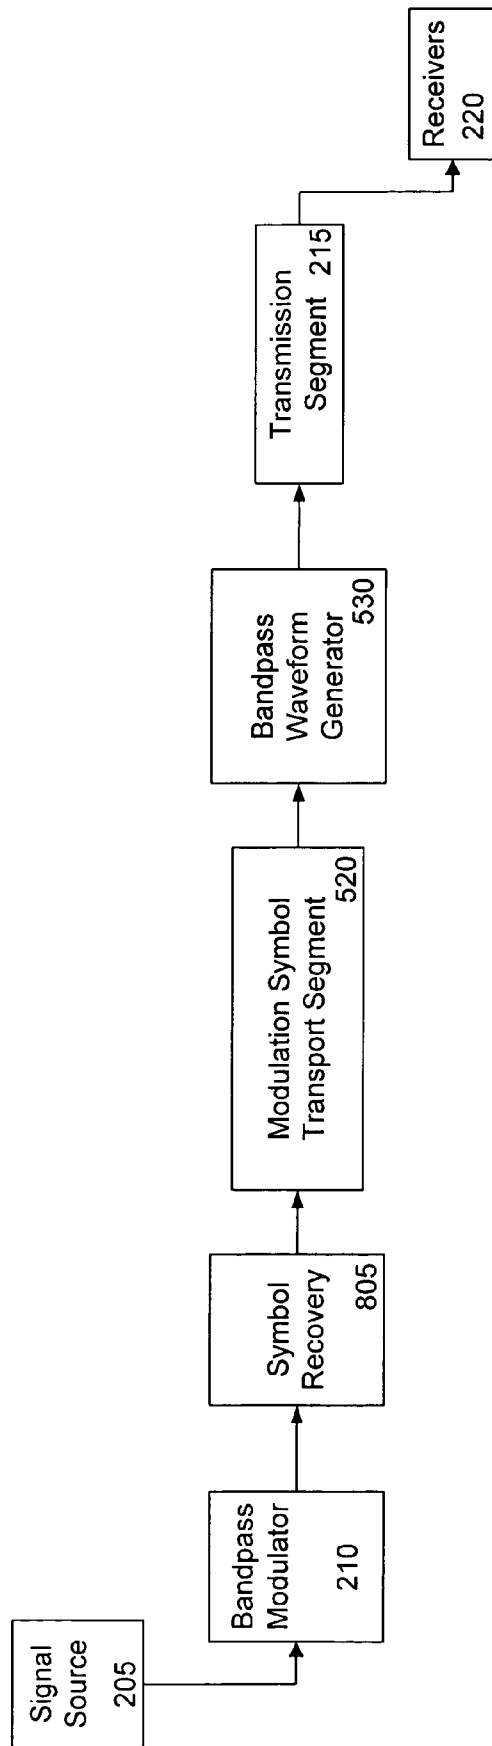 Signal
Source
205
Bandpass
Modulator
210
Symbol
Recovery
805
Modulation Symbol
Transport Segment
520
Bandpass
Waveform
Generator
530
Transmission
Segment 215
Receivers
220